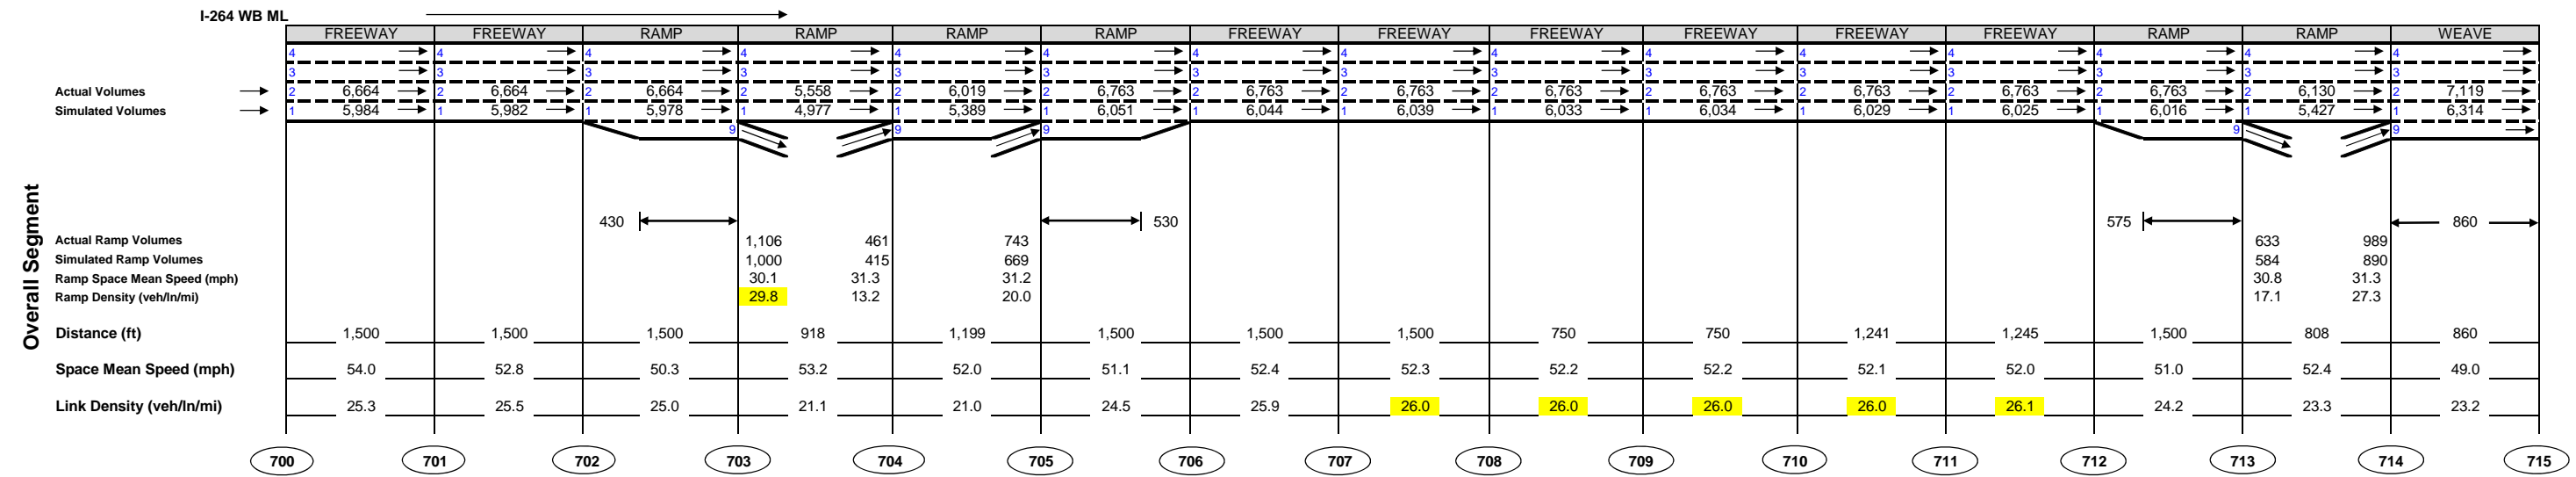 I-264 WB ML
FREEWAY FREEWAY RAMP RAMP RAMP RAMP FREEWAY FREEWAY FREEWAY FREEWAY FREEWAY FREEWAY RAMP RAMP WEAVE
4 4 4 4 4 4 4 4 4 4 4 4 4 4 4
3 3 3 3 3 3 3 3 3 3 3 3 3 3 3
Actual Volumes 2 6,664 2 6,664 2 6,664 2 5,558 2 6,019 2 6,763 2 6,763 2 6,763 2 6,763 2 6,763 2 6,763 2 6,763 2 6,763 2 6,130 2 7,119
Simulated Volumes 1 5,984 1 5,982 1 5,978 1 4,977 1 5,389 1 6,051 1 6,044 1 6,039 1 6,033 1 6,034 1 6,029 1 6,025 1 6,016 1 5,427 1 6,314
9 9 9 9 9
Overall Segment
430 530 575 860
Actual Ramp Volumes 1,106 461 743 633 989
Simulated Ramp Volumes 1,000 415 669 584 890
Ramp Space Mean Speed (mph) 30.1 31.3 31.2 30.8 31.3
Ramp Density (veh/ln/mi) 29.8 13.2 20.0 17.1 27.3
Distance (ft) 1,500 1,500 1,500 918 1,199 1,500 1,500 1,500 750 750 1,241 1,245 1,500 808 860
Space Mean Speed (mph) 54.0 52.8 50.3 53.2 52.0 51.1 52.4 52.3 52.2 52.2 52.1 52.0 51.0 52.4 49.0
Link Density (veh/ln/mi) 25.3 25.5 25.0 21.1 21.0 24.5 25.9 26.0 26.0 26.0 26.0 26.1 24.2 23.3 23.2
700 701 702 703 704 705 706 707 708 709 710 711 712 713 714 715